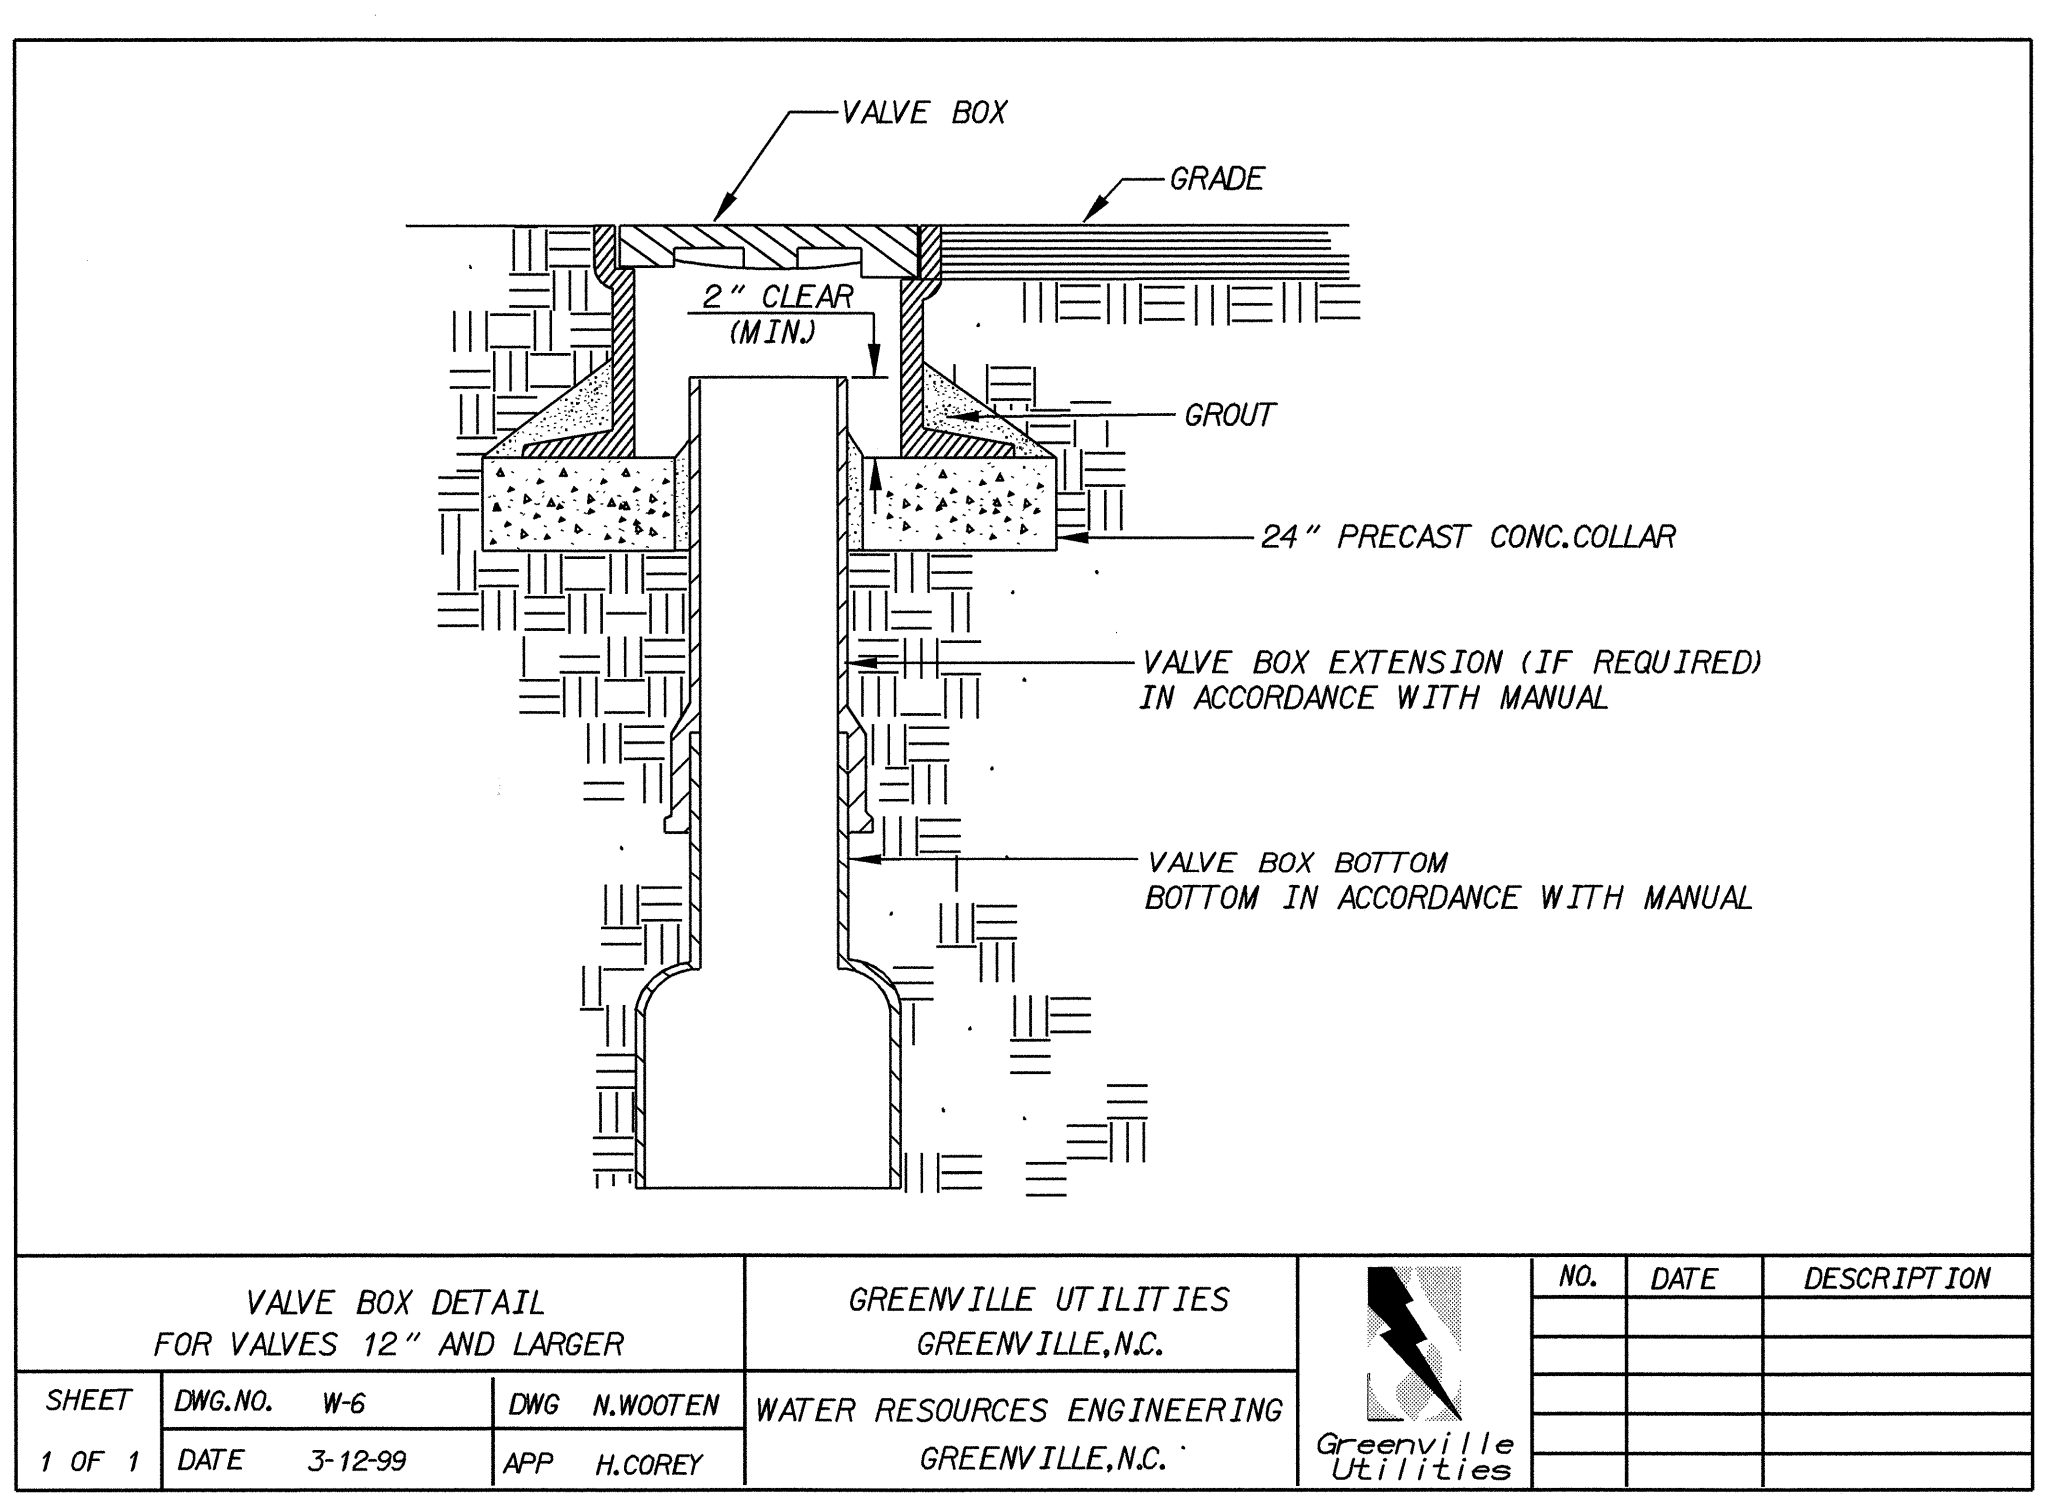 VALVE BOX
GRADE
2" CLEAR
(MIN.)
GROUT
24" PRECAST CONC.COLLAR
VALVE BOX EXTENSION (IF REQUIRED)
IN ACCORDANCE WITH MANUAL
VALVE BOX BOTTOM
BOTTOM IN ACCORDANCE WITH MANUAL
VALVE BOX DETAIL
FOR VALVES 12" AND LARGER
SHEET
1 OF 1
DWG.NO. W-6
DATE 3-12-99
DWG N.WOOTEN
APP H.COREY
GREENVILLE UTILITIES
GREENVILLE,N.C.
WATER RESOURCES ENGINEERING
GREENVILLE,N.C.
Greenville
Utilities
NO. DATE DESCRIPTION